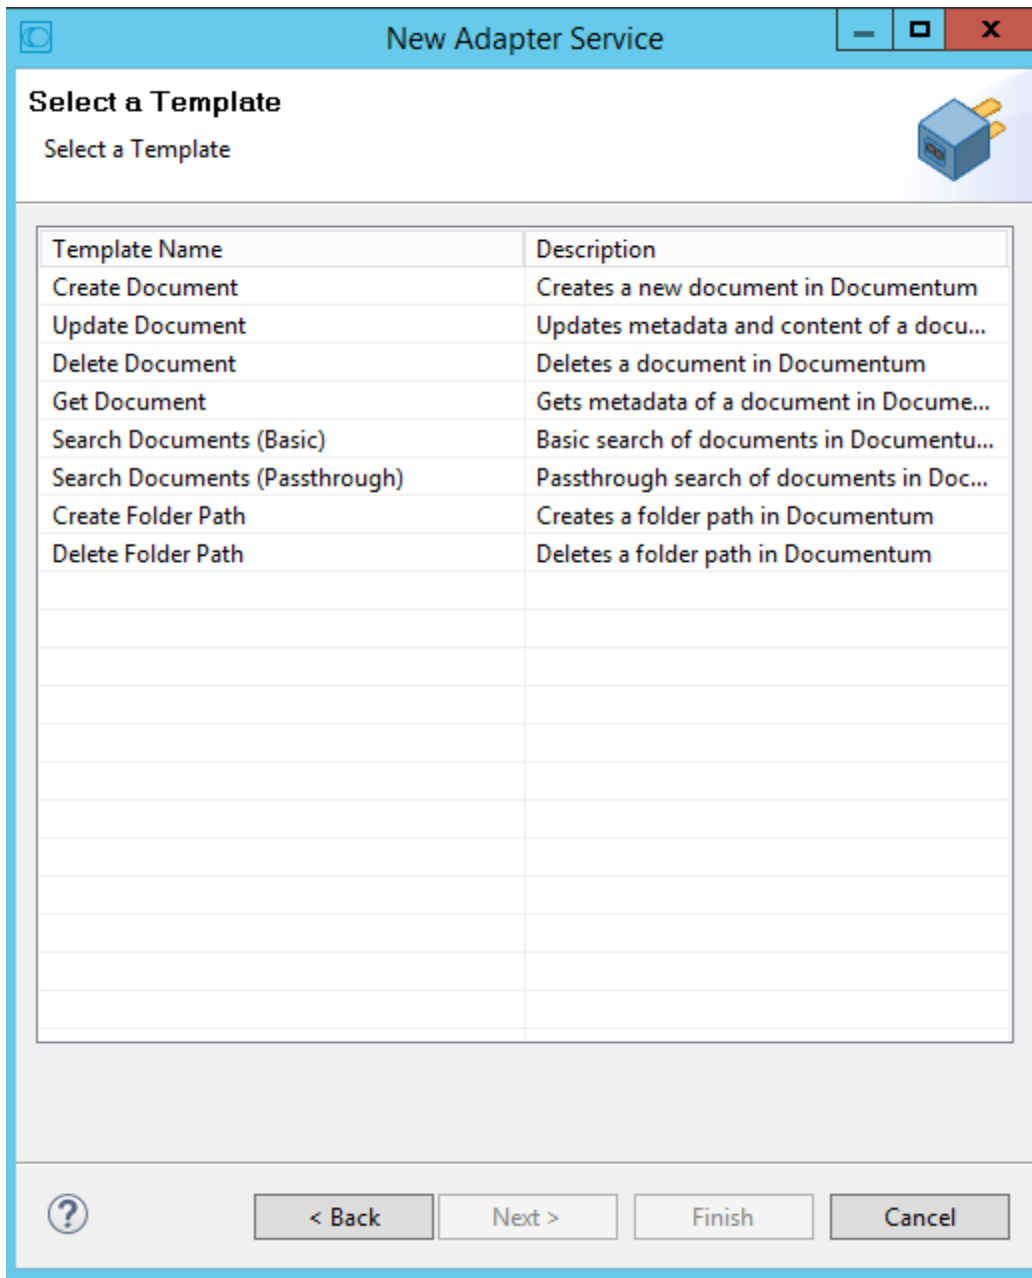 New Adapter Service
Select a Template
Select a Template
Template Name Description
Create Document Creates a new document in Documentum
Update Document Updates metadata and content of a docu...
Delete Document Deletes a document in Documentum
Get Document Gets metadata of a document in Docume...
Search Documents (Basic) Basic search of documents in Documentu...
Search Documents (Passthrough) Passthrough search of documents in Doc...
Create Folder Path Creates a folder path in Documentum
Delete Folder Path Deletes a folder path in Documentum
? < Back Next > Finish Cancel